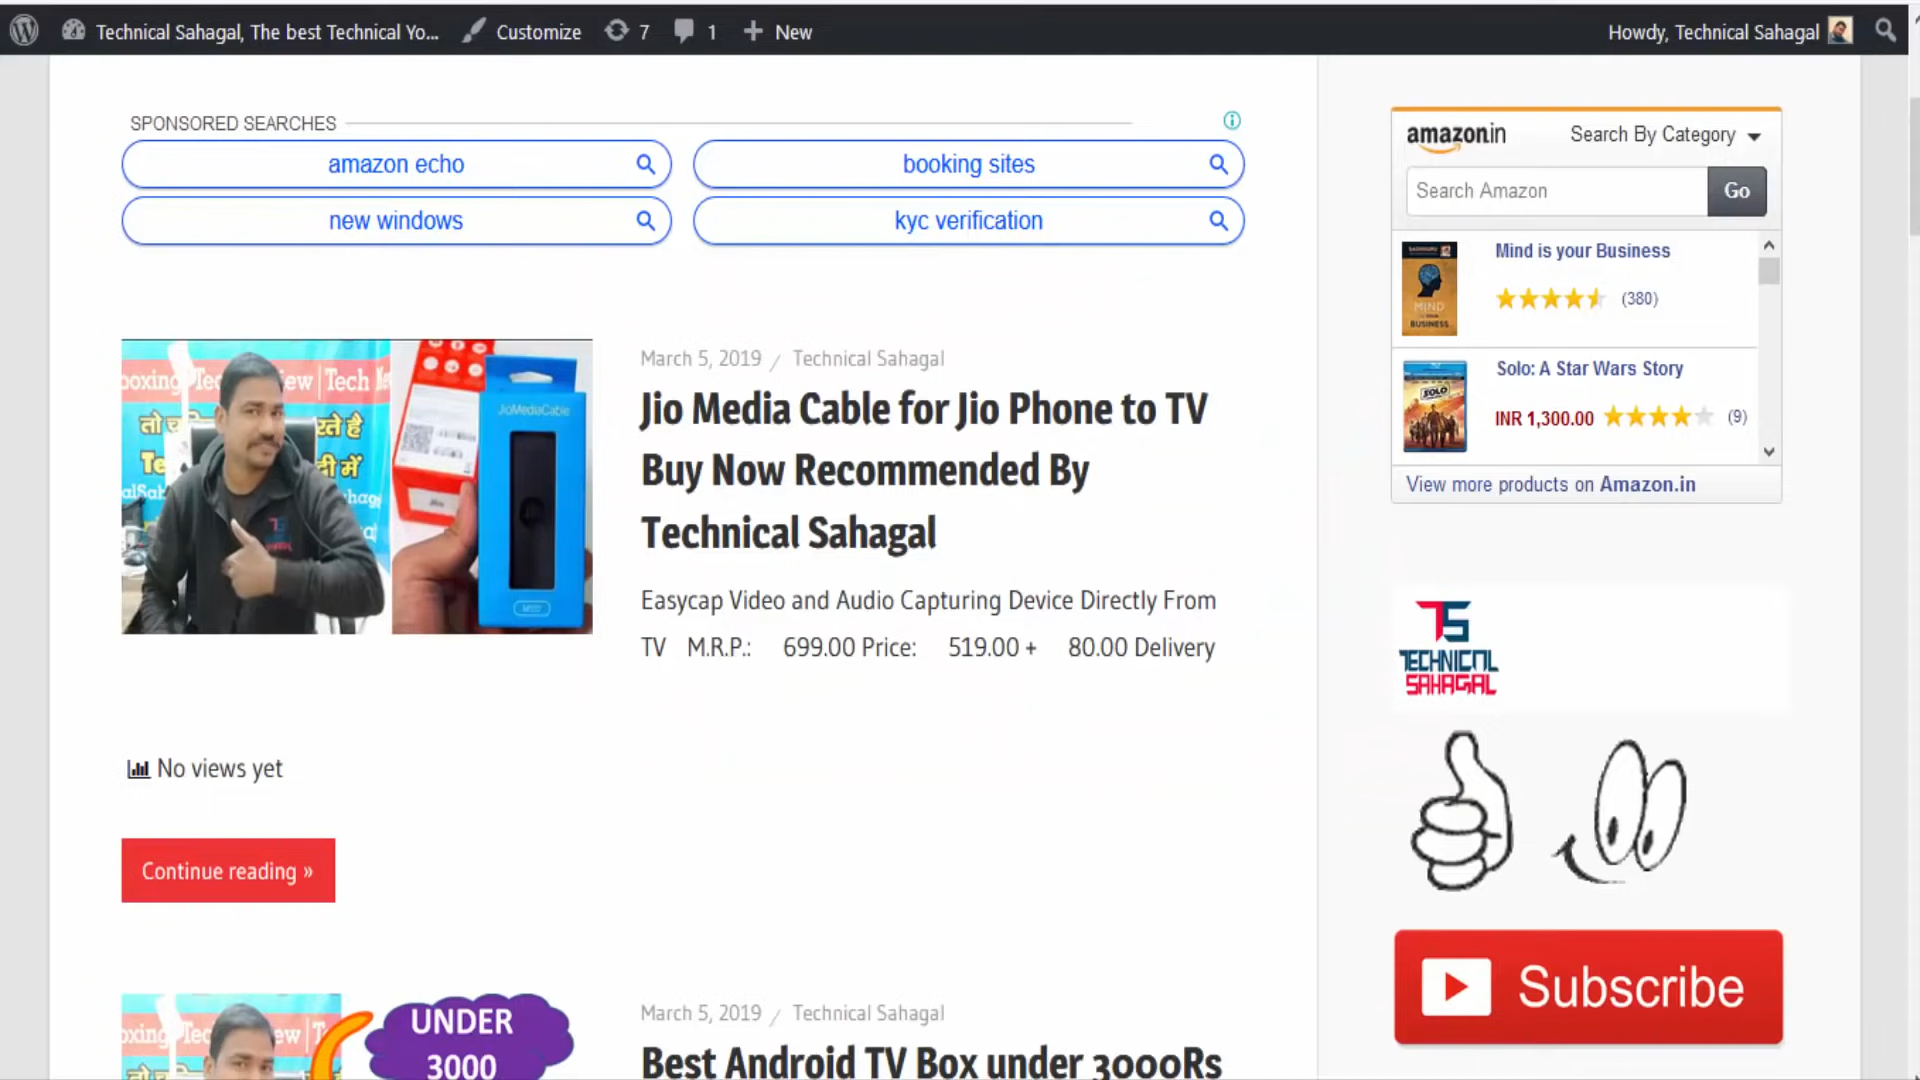 Technical Sahagal, The best Technical Yo...
Customize
7
1
New
Howdy, Technical Sahagal
SPONSORED SEARCHES
amazon echo
booking sites
new windows
kyc verification
March 5, 2019 / Technical Sahagal
Jio Media Cable for Jio Phone to TV
Buy Now Recommended By
Technical Sahagal
Easycap Video and Audio Capturing Device Directly From
TV M.R.P.: 699.00 Price: 519.00 + 80.00 Delivery
JioMediaCable
No views yet
Continue reading »
UNDER
3000
March 5, 2019 / Technical Sahagal
Best Android TV Box under 3000Rs
amazon.in
Search By Category
Search Amazon
Go
Mind is your Business
(380)
MIND
BUSINESS
Solo: A Star Wars Story
INR 1,300.00
(9)
SOLO
View more products on Amazon.in
TS
TECHNICAL
SAHAGAL
Subscribe